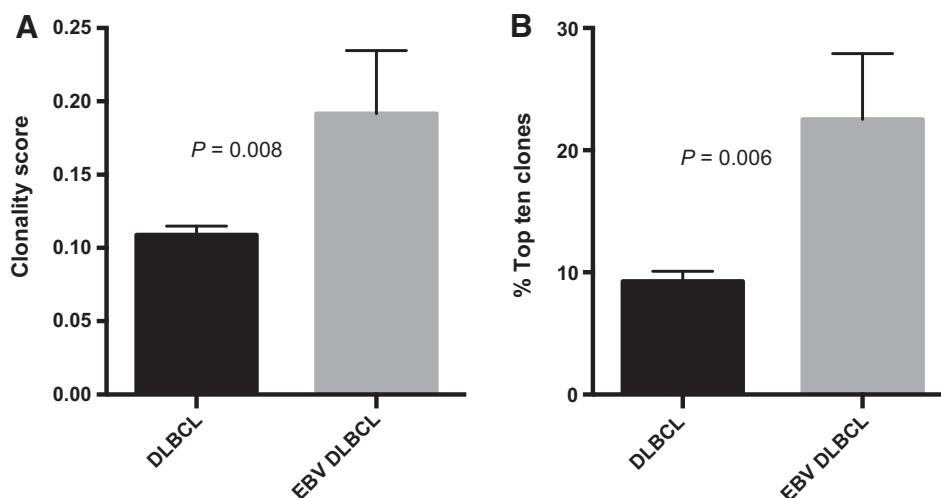 A
Clonality score
0.25
0.20
0.15
0.10
0.05
0.00
P = 0.008
DLBCL
EBV DLBCL
B
% Top ten clones
30
20
10
0
P = 0.006
DLBCL
EBV DLBCL